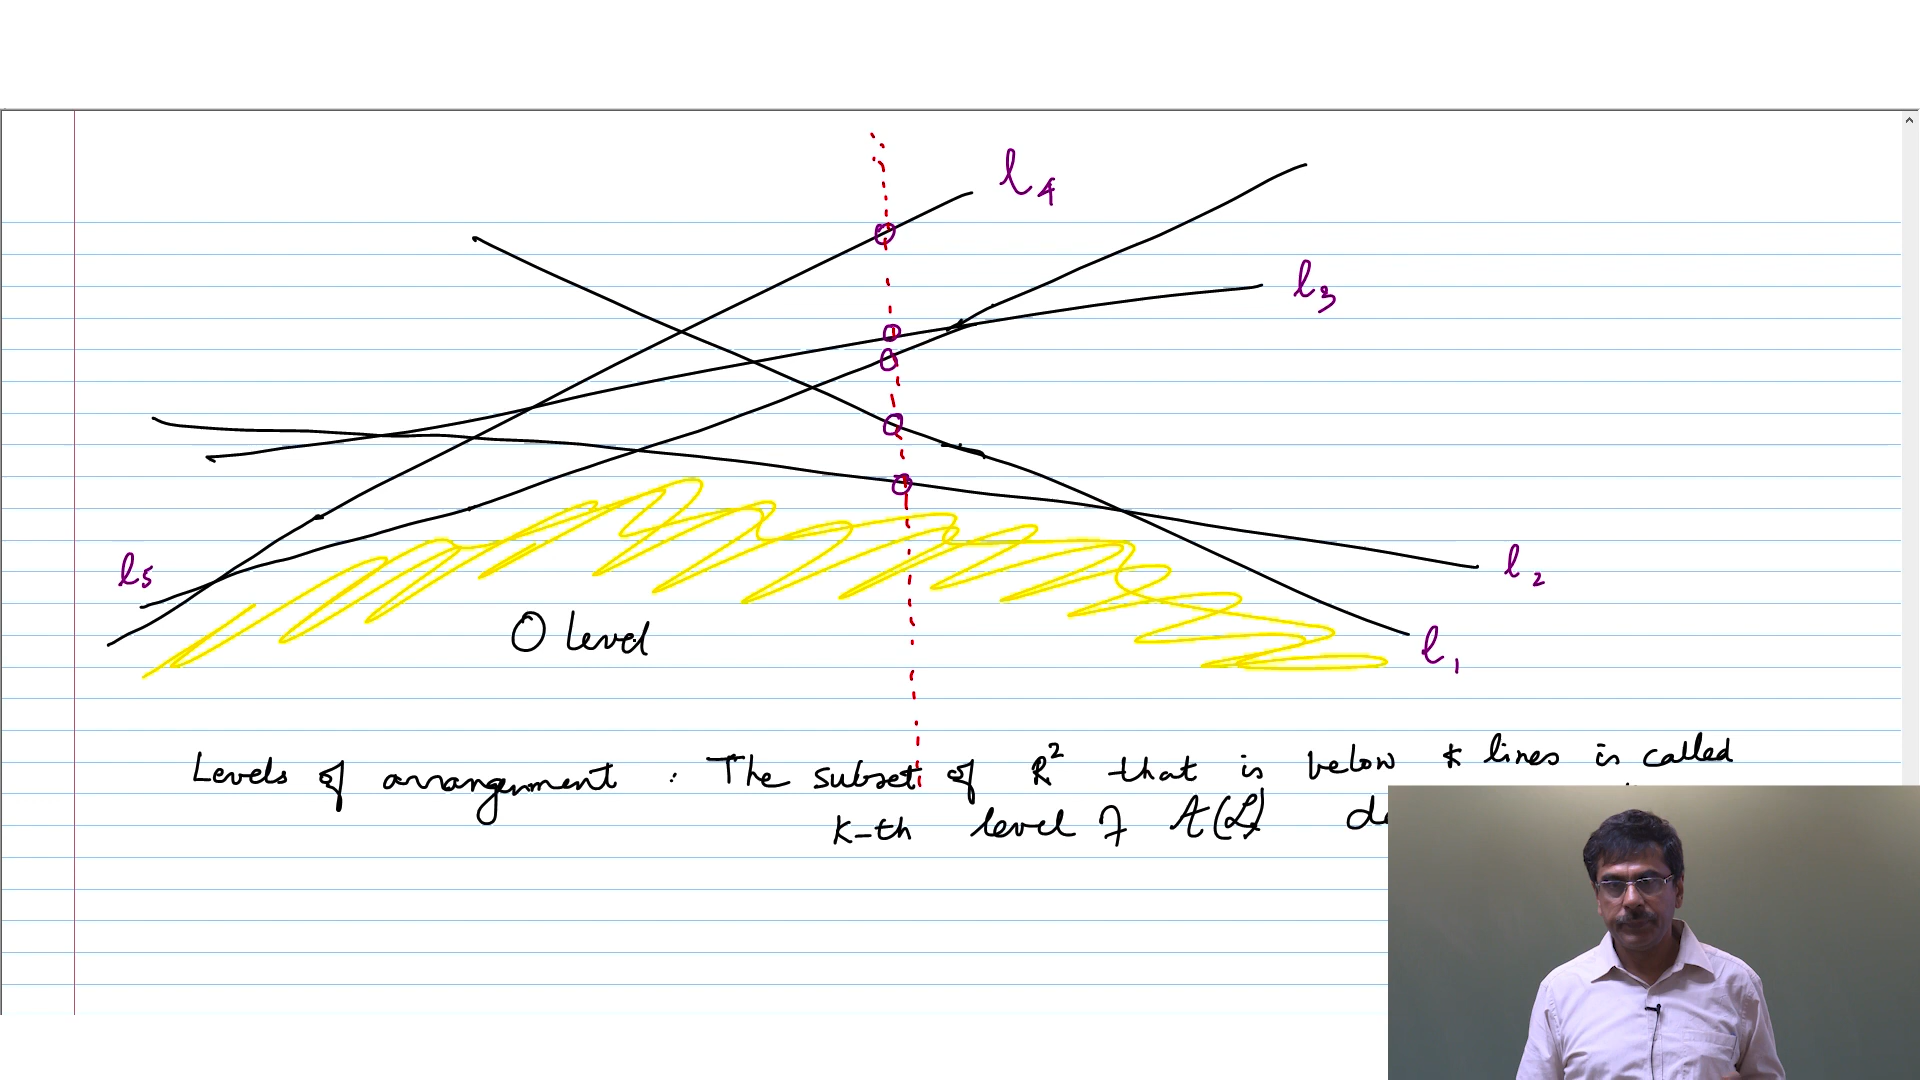 l4
l3
l5
l2
O level
l1
Levels of arrangement : The subset of R² that is below k lines is called
k-th level of A(L)